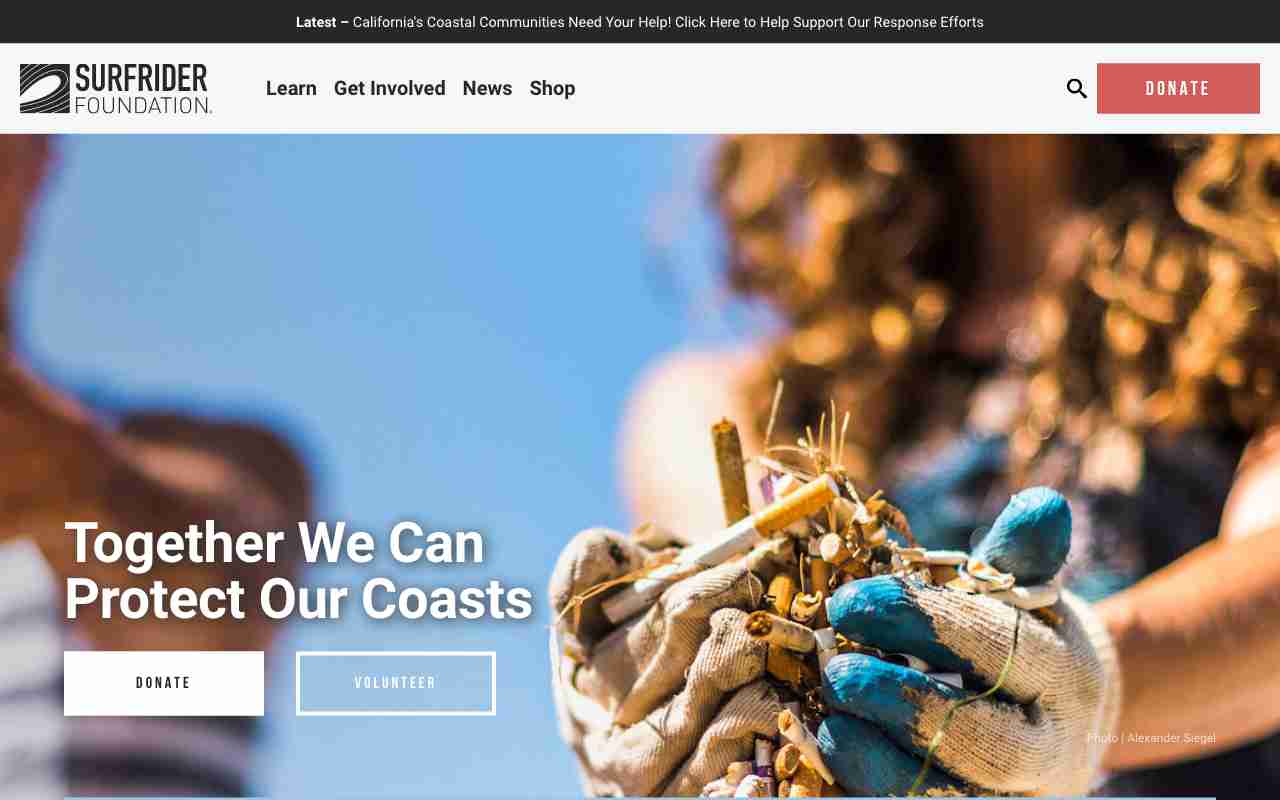 Latest – California's Coastal Communities Need Your Help! Click Here to Help Support Our Response Efforts
SURFRIDER
FOUNDATION.
Learn
Get Involved
News
Shop
DONATE
Together We Can
Protect Our Coasts
DONATE
VOLUNTEER
Photo | Alexander Siegel